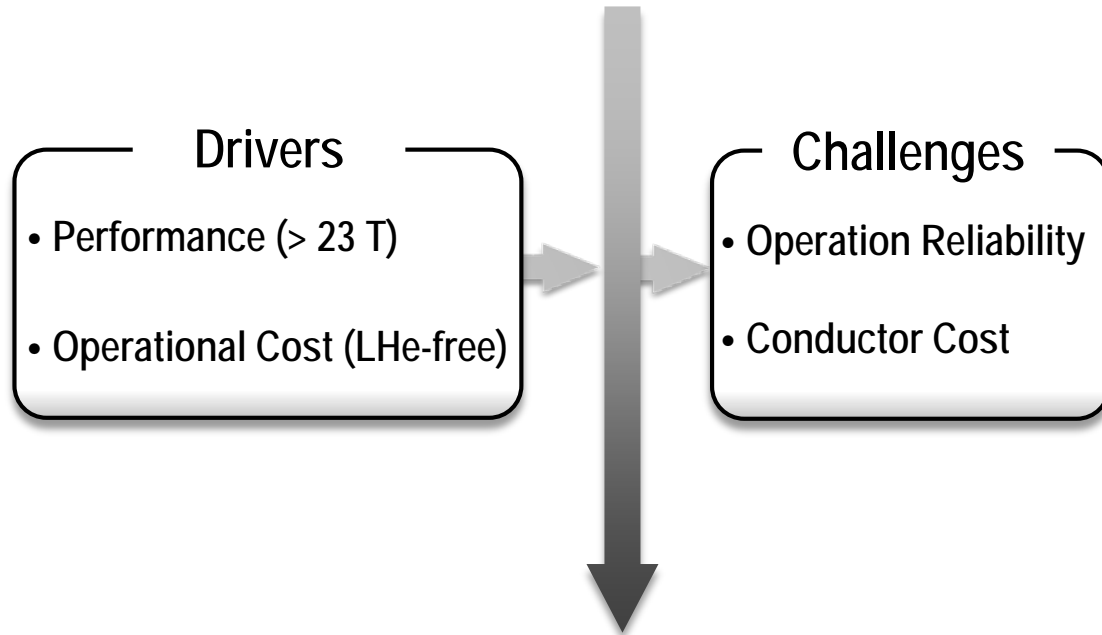 Drivers
• Performance (> 23 T)
• Operational Cost (LHe-free)
Challenges
• Operation Reliability
• Conductor Cost